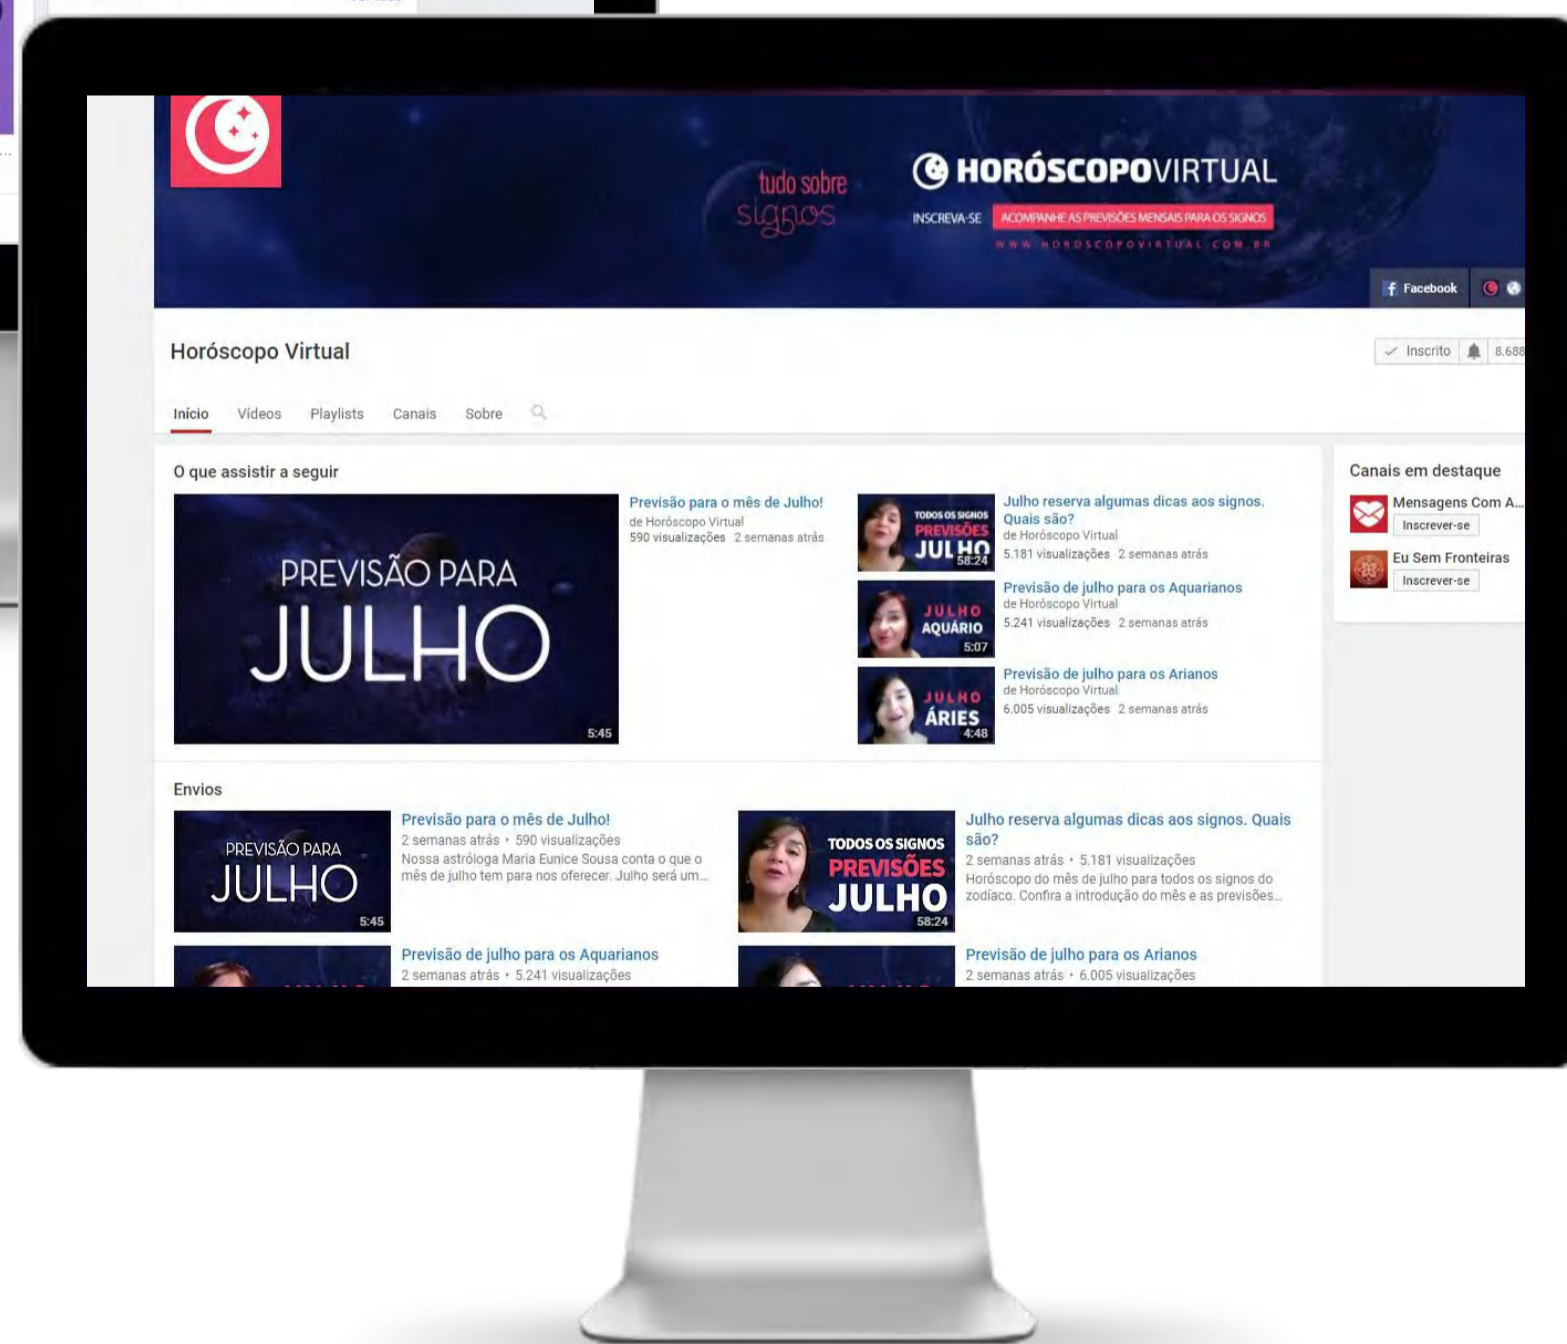 tudo sobre
signos
HORÓSCOPOVIRTUAL
INSCREVA-SE ACOMPANHE AS PREVISÕES MENSAIS PARA OS SIGNOS
WWW.HOROSCOPOVIRTUAL.COM.BR
Facebook
Horóscopo Virtual
Inscrito 8.688
Início Vídeos Playlists Canais Sobre
O que assistir a seguir
PREVISÃO PARA
JULHO
5:45
Previsão para o mês de Julho!
de Horóscopo Virtual
590 visualizações 2 semanas atrás
TODOS OS SIGNOS
PREVISÕES
JULHO
58:24
Julho reserva algumas dicas aos signos.
Quais são?
de Horóscopo Virtual
5.181 visualizações 2 semanas atrás
JULHO
AQUÁRIO
5:07
Previsão de julho para os Aquarianos
de Horóscopo Virtual
5.241 visualizações 2 semanas atrás
JULHO
ÁRIES
4:48
Previsão de julho para os Arianos
de Horóscopo Virtual
6.005 visualizações 2 semanas atrás
Canais em destaque
Mensagens Com A...
Inscrever-se
Eu Sem Fronteiras
Inscrever-se
Envios
PREVISÃO PARA
JULHO
5:45
Previsão para o mês de Julho!
2 semanas atrás • 590 visualizações
Nossa astróloga Maria Eunice Sousa conta o que o
mês de julho tem para nos oferecer. Julho será um...
TODOS OS SIGNOS
PREVISÕES
JULHO
58:24
Julho reserva algumas dicas aos signos. Quais
são?
2 semanas atrás • 5.181 visualizações
Horóscopo do mês de julho para todos os signos do
zodíaco. Confira a introdução do mês e as previsões...
Previsão de julho para os Aquarianos
2 semanas atrás • 5.241 visualizações
Previsão de julho para os Arianos
2 semanas atrás • 6.005 visualizações